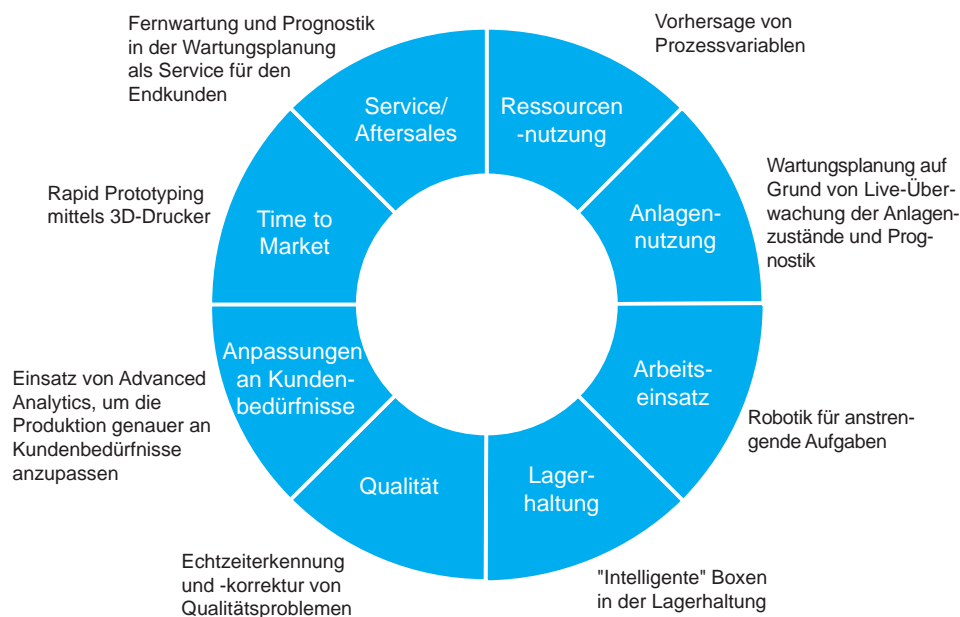 Fernwartung und Prognostik
in der Wartungsplanung
als Service für den
Endkunden
Vorhersage von
Prozessvariablen
Service/
Aftersales
Ressourcen
-nutzung
Rapid Prototyping
mittels 3D-Drucker
Time to
Market
Anlagen-
nutzung
Wartungsplanung auf
Grund von Live-Über-
wachung der Anlagen-
zustände und Prog-
nostik
Einsatz von Advanced
Analytics, um die
Produktion genauer an
Kundenbedürfnisse
anzupassen
Anpassungen
an Kunden-
bedürfnisse
Arbeits-
einsatz
Robotik für anstren-
gende Aufgaben
Qualität
Lager-
haltung
Echtzeiterkennung
und -korrektur von
Qualitätsproblemen
"Intelligente" Boxen
in der Lagerhaltung